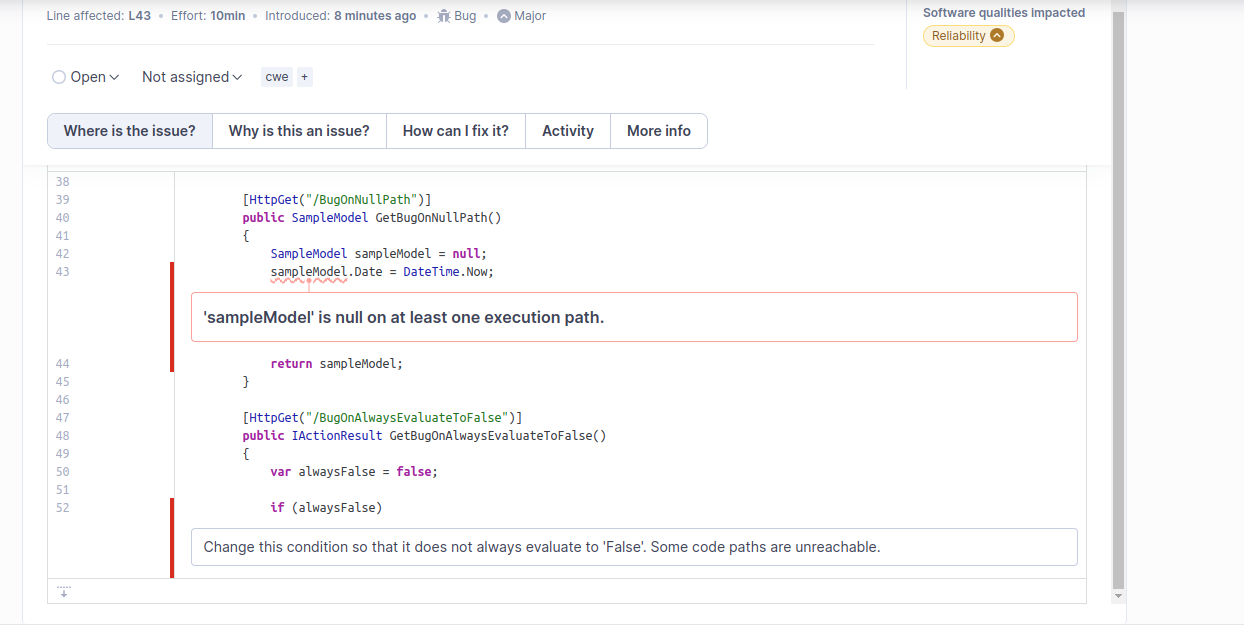 Line affected: L43 • Effort: 10min • Introduced: 8 minutes ago • Bug • Major
Software qualities impacted
Reliability
Open Not assigned cwe +
Where is the issue? Why is this an issue? How can I fix it? Activity More info
38
39 [HttpGet("/BugOnNullPath")]
40 public SampleModel GetBugOnNullPath()
41 {
42 SampleModel sampleModel = null;
43 sampleModel.Date = DateTime.Now;
'sampleModel' is null on at least one execution path.
44 return sampleModel;
45 }
46
47 [HttpGet("/BugOnAlwaysEvaluateToFalse")]
48 public IActionResult GetBugOnAlwaysEvaluateToFalse()
49 {
50 var alwaysFalse = false;
51
52 if (alwaysFalse)
Change this condition so that it does not always evaluate to 'False'. Some code paths are unreachable.